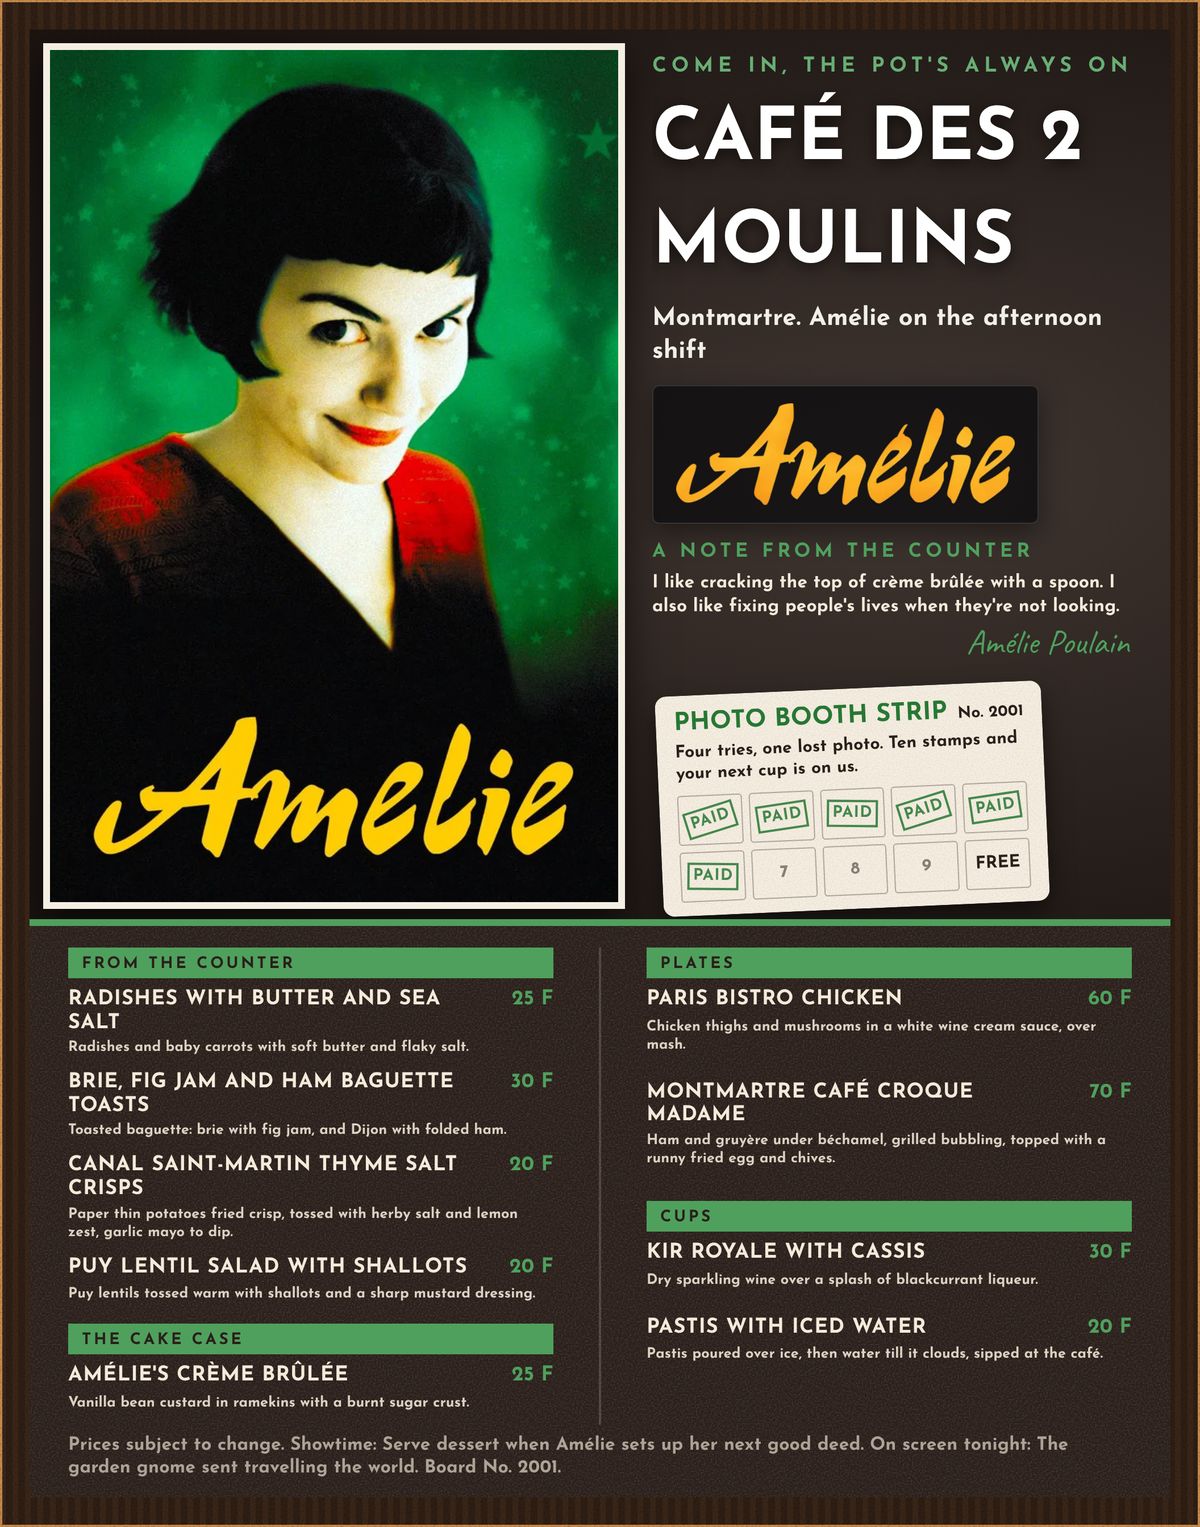 Amelie
COME IN, THE POT'S ALWAYS ON
CAFÉ DES 2
MOULINS
Montmartre. Amélie on the afternoon
shift
Amélie
A NOTE FROM THE COUNTER
I like cracking the top of crème brûlée with a spoon. I
also like fixing people's lives when they're not looking.
Amélie Poulain
PHOTO BOOTH STRIP No. 2001
Four tries, one lost photo. Ten stamps and
your next cup is on us.
PAID PAID PAID PAID PAID
PAID 7 8 9 FREE
FROM THE COUNTER
RADISHES WITH BUTTER AND SEA 25 F
SALT
Radishes and baby carrots with soft butter and flaky salt.
BRIE, FIG JAM AND HAM BAGUETTE 30 F
TOASTS
Toasted baguette: brie with fig jam, and Dijon with folded ham.
CANAL SAINT-MARTIN THYME SALT 20 F
CRISPS
Paper thin potatoes fried crisp, tossed with herby salt and lemon
zest, garlic mayo to dip.
PUY LENTIL SALAD WITH SHALLOTS 20 F
Puy lentils tossed warm with shallots and a sharp mustard dressing.
THE CAKE CASE
AMÉLIE'S CRÈME BRÛLÉE 25 F
Vanilla bean custard in ramekins with a burnt sugar crust.
PLATES
PARIS BISTRO CHICKEN 60 F
Chicken thighs and mushrooms in a white wine cream sauce, over
mash.
MONTMARTRE CAFÉ CROQUE 70 F
MADAME
Ham and gruyère under béchamel, grilled bubbling, topped with a
runny fried egg and chives.
CUPS
KIR ROYALE WITH CASSIS 30 F
Dry sparkling wine over a splash of blackcurrant liqueur.
PASTIS WITH ICED WATER 20 F
Pastis poured over ice, then water till it clouds, sipped at the café.
Prices subject to change. Showtime: Serve dessert when Amélie sets up her next good deed. On screen tonight: The
garden gnome sent travelling the world. Board No. 2001.